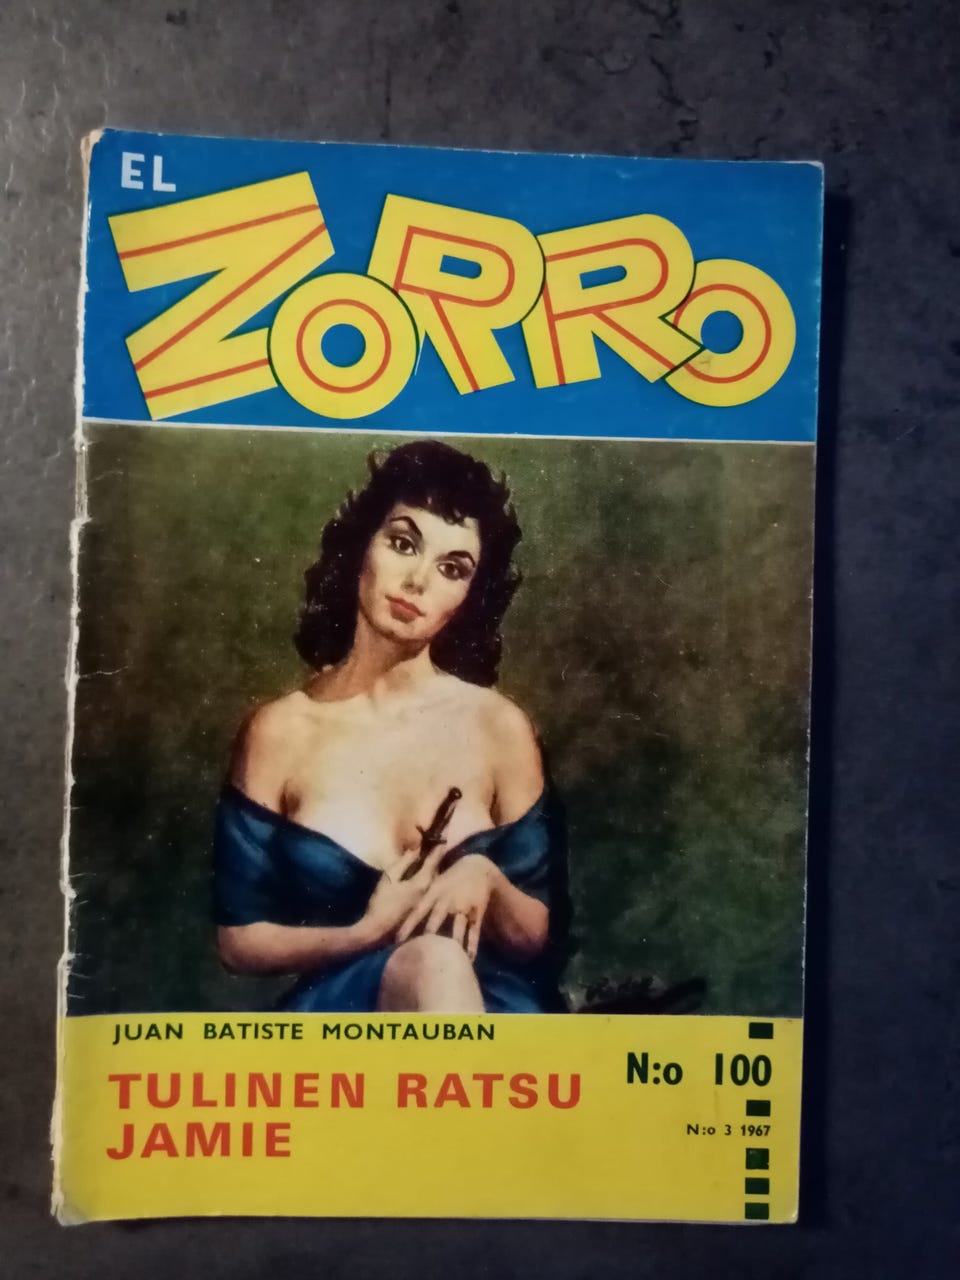 EL
ZORRO
JUAN BATISTE MONTAUBAN
TULINEN RATSU
JAMIE
N:o 100
N:o 3 1967